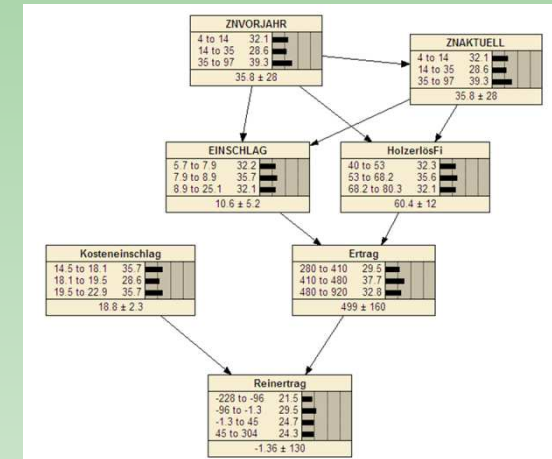 ZNVORJAHR
4 to 14 32.1
14 to 35 28.6
35 to 97 39.3
35.8 ± 28
ZNAKTUELL
4 to 14 32.1
14 to 35 28.6
35 to 97 39.3
35.8 ± 28
EINSCHLAG
5.7 to 7.9 32.2
7.9 to 8.9 35.7
8.9 to 25.1 32.1
10.6 ± 5.2
HolzerlösFi
40 to 53 32.3
53 to 68.2 35.6
68.2 to 80.3 32.1
60.4 ± 12
Kosteneinschlag
14.5 to 18.1 35.7
18.1 to 19.5 28.6
19.5 to 22.9 35.7
18.8 ± 2.3
Ertrag
280 to 410 29.5
410 to 480 37.7
480 to 920 32.8
499 ± 160
Reinertrag
-228 to -96 21.5
-96 to -1.3 29.5
-1.3 to 45 24.7
45 to 304 24.3
-1.36 ± 130